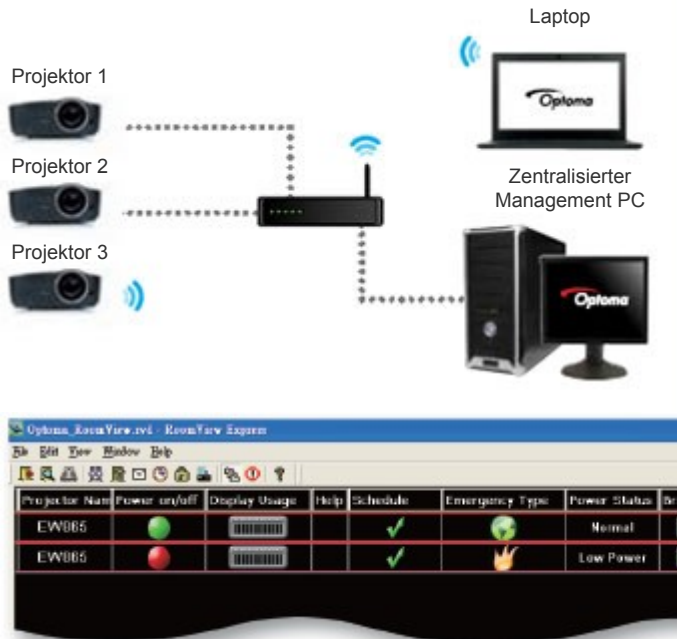 Laptop
Projektor 1
Optoma
Projektor 2
Zentralisierter
Management PC
Projektor 3
Optoma
Optoma_RoomView.rvd - RoomView Express
File Edit View Window Help
Projector Nam Power on/off Display Usage Help Schedule Emergency Type Power Status Br
EW865 Normal
EW865 Low Power